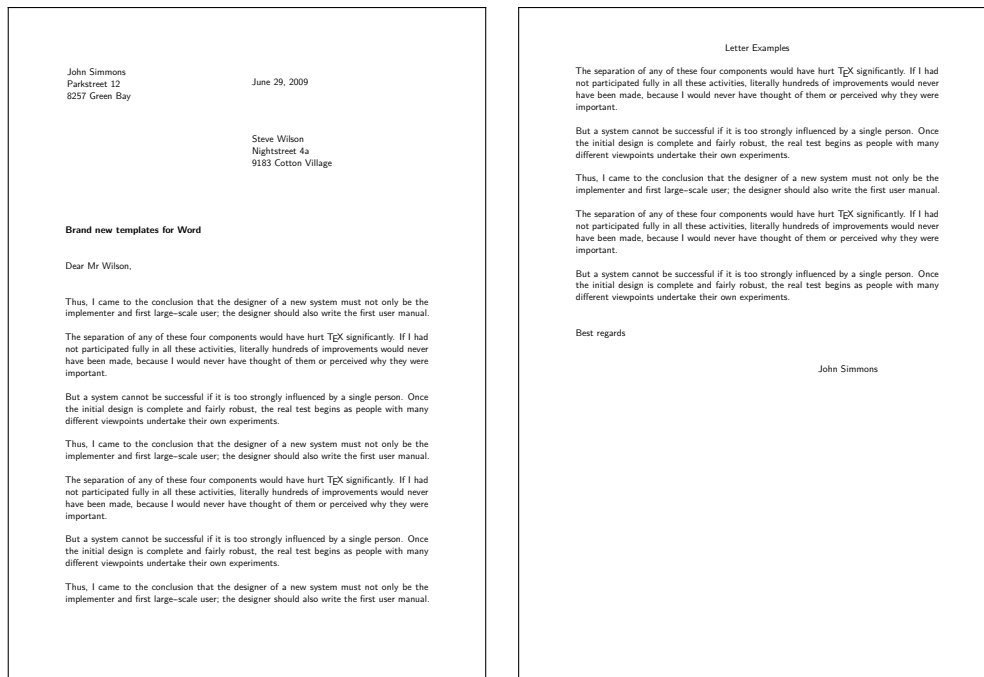 John Simmons
Parkstreet 12
8257 Green Bay
June 29, 2009
Steve Wilson
Nightstreet 4a
9183 Cotton Village
Brand new templates for Word
Dear Mr Wilson,
Thus, I came to the conclusion that the designer of a new system must not only be the
implementer and first large–scale user; the designer should also write the first user manual.
The separation of any of these four components would have hurt TEX significantly. If I had
not participated fully in all these activities, literally hundreds of improvements would never
have been made, because I would never have thought of them or perceived why they were
important.
But a system cannot be successful if it is too strongly influenced by a single person. Once
the initial design is complete and fairly robust, the real test begins as people with many
different viewpoints undertake their own experiments.
Thus, I came to the conclusion that the designer of a new system must not only be the
implementer and first large–scale user; the designer should also write the first user manual.
The separation of any of these four components would have hurt TEX significantly. If I had
not participated fully in all these activities, literally hundreds of improvements would never
have been made, because I would never have thought of them or perceived why they were
important.
But a system cannot be successful if it is too strongly influenced by a single person. Once
the initial design is complete and fairly robust, the real test begins as people with many
different viewpoints undertake their own experiments.
Thus, I came to the conclusion that the designer of a new system must not only be the
implementer and first large–scale user; the designer should also write the first user manual.
Letter Examples
The separation of any of these four components would have hurt TEX significantly. If I had
not participated fully in all these activities, literally hundreds of improvements would never
have been made, because I would never have thought of them or perceived why they were
important.
But a system cannot be successful if it is too strongly influenced by a single person. Once
the initial design is complete and fairly robust, the real test begins as people with many
different viewpoints undertake their own experiments.
Thus, I came to the conclusion that the designer of a new system must not only be the
implementer and first large–scale user; the designer should also write the first user manual.
The separation of any of these four components would have hurt TEX significantly. If I had
not participated fully in all these activities, literally hundreds of improvements would never
have been made, because I would never have thought of them or perceived why they were
important.
But a system cannot be successful if it is too strongly influenced by a single person. Once
the initial design is complete and fairly robust, the real test begins as people with many
different viewpoints undertake their own experiments.
Best regards
John Simmons